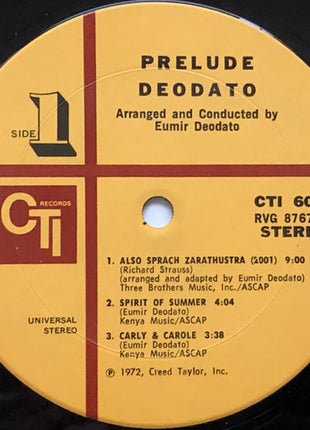 PRELUDE
DEODATO
Arranged and Conducted by
Eumir Deodato
SIDE 1
RECORDS
CTI
CTI 60
RVG 8767
STERE
1. ALSO SPRACH ZARATHUSTRA (2001) 9:00
(Richard Strauss)
(arranged and adapted by Eumir Deodato)
Three Brothers Music, Inc./ASCAP
2. SPIRIT OF SUMMER 4:04
(Eumir Deodato)
Kenya Music/ASCAP
UNIVERSAL
STEREO
3. CARLY & CAROLE 3:38
(Eumir Deodato)
Kenya Music/ASCAP
Ⓟ 1972, Creed Taylor, Inc.